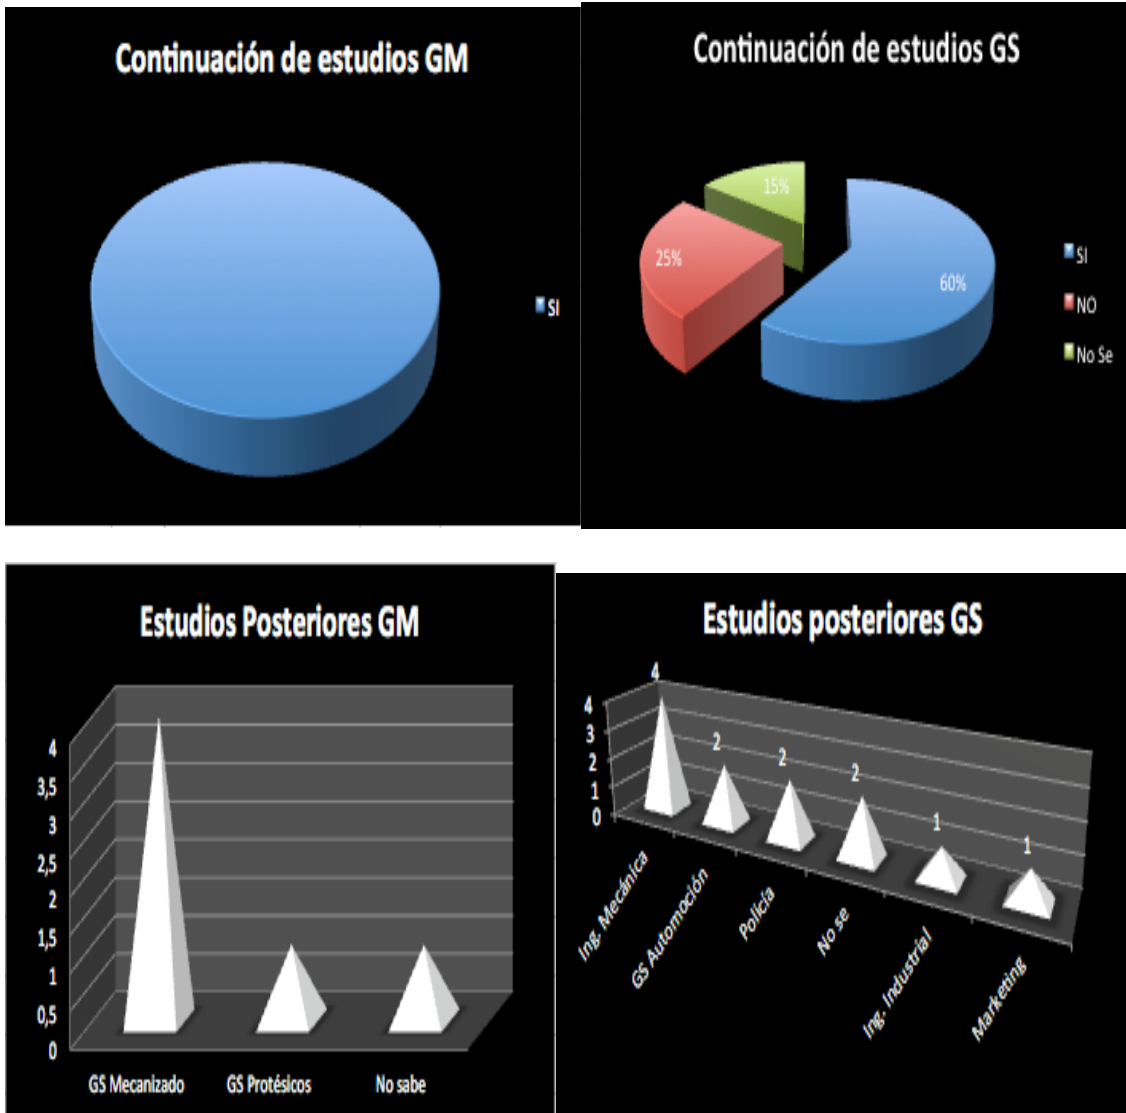 Continuación de estudios GM
SI
Continuación de estudios GS
15%
25%
60%
SI
NO
No Se
Estudios Posteriores GM
4
3,5
3
2,5
2
1,5
1
0,5
0
GS Mecanizado
GS Protésicos
No sabe
Estudios posteriores GS
4
3
2
1
0
4
2
2
2
1
1
Ing. Mecánica
GS Automoción
Policía
No se
Ing. Industrial
Marketing